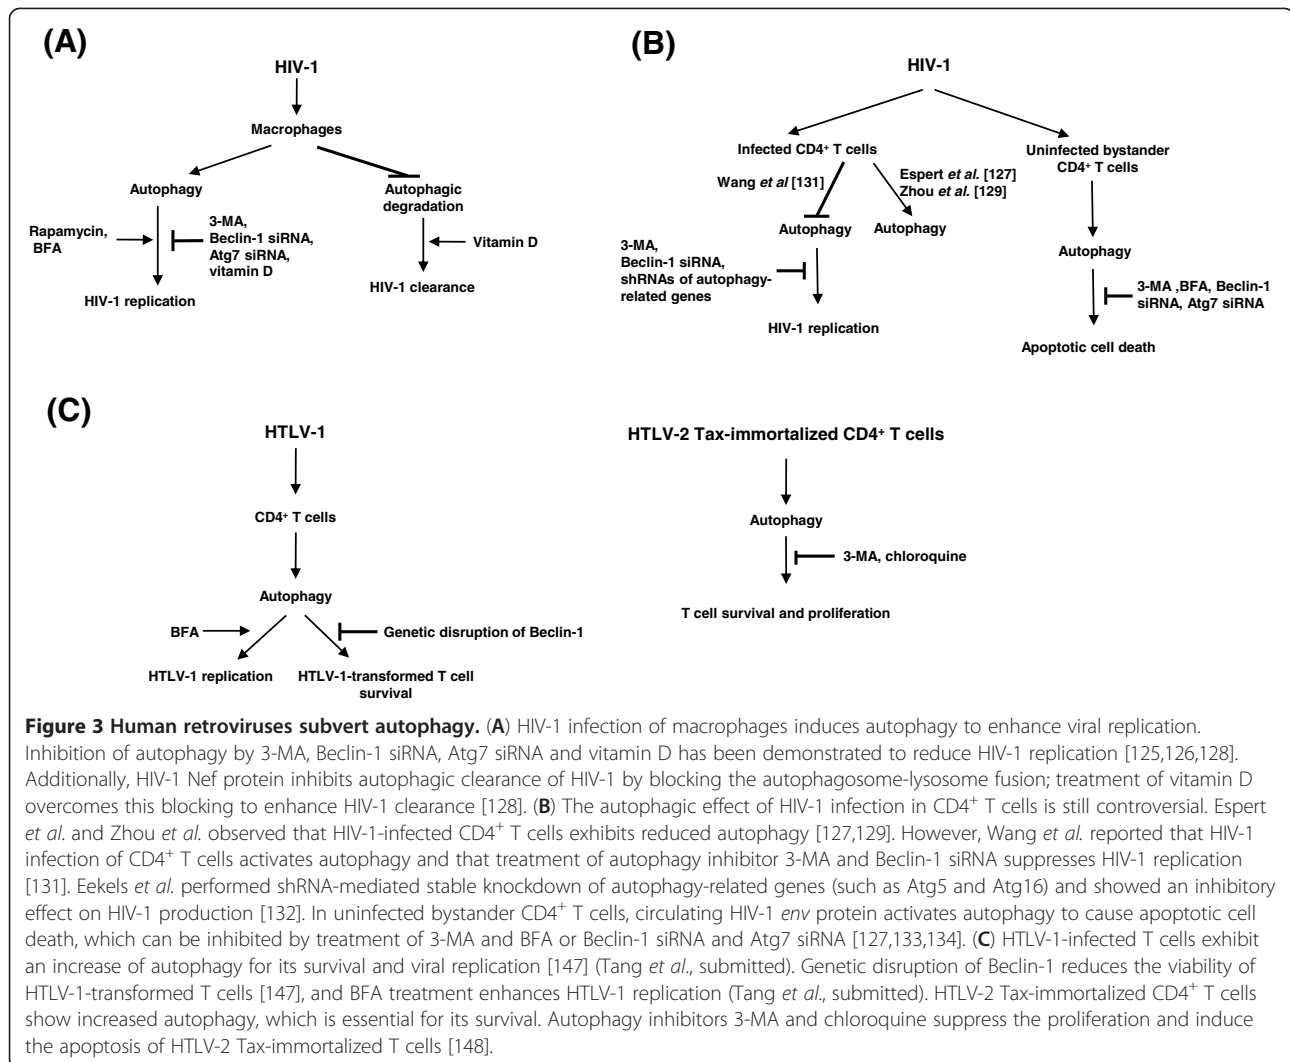 (A)
HIV-1
Macrophages
Autophagy
Autophagic
degradation
Rapamycin,
BFA
3-MA,
Beclin-1 siRNA,
Atg7 siRNA,
vitamin D
Vitamin D
HIV-1 replication
HIV-1 clearance
(B)
HIV-1
Infected CD4⁺ T cells
Uninfected bystander
CD4⁺ T cells
Wang et al [131]
Espert et al. [127]
Zhou et al. [129]
Autophagy
Autophagy
Autophagy
3-MA,
Beclin-1 siRNA,
shRNAs of autophagy-
related genes
3-MA ,BFA, Beclin-1
siRNA, Atg7 siRNA
HIV-1 replication
Apoptotic cell death
(C)
HTLV-1
CD4⁺ T cells
Autophagy
BFA
Genetic disruption of Beclin-1
HTLV-1 replication
HTLV-1-transformed T cell
survival
HTLV-2 Tax-immortalized CD4⁺ T cells
Autophagy
3-MA, chloroquine
T cell survival and proliferation
Figure 3 Human retroviruses subvert autophagy. (A) HIV-1 infection of macrophages induces autophagy to enhance viral replication.
Inhibition of autophagy by 3-MA, Beclin-1 siRNA, Atg7 siRNA and vitamin D has been demonstrated to reduce HIV-1 replication [125,126,128].
Additionally, HIV-1 Nef protein inhibits autophagic clearance of HIV-1 by blocking the autophagosome-lysosome fusion; treatment of vitamin D
overcomes this blocking to enhance HIV-1 clearance [128]. (B) The autophagic effect of HIV-1 infection in CD4⁺ T cells is still controversial. Espert
et al. and Zhou et al. observed that HIV-1-infected CD4⁺ T cells exhibits reduced autophagy [127,129]. However, Wang et al. reported that HIV-1
infection of CD4⁺ T cells activates autophagy and that treatment of autophagy inhibitor 3-MA and Beclin-1 siRNA suppresses HIV-1 replication
[131]. Eekels et al. performed shRNA-mediated stable knockdown of autophagy-related genes (such as Atg5 and Atg16) and showed an inhibitory
effect on HIV-1 production [132]. In uninfected bystander CD4⁺ T cells, circulating HIV-1 env protein activates autophagy to cause apoptotic cell
death, which can be inhibited by treatment of 3-MA and BFA or Beclin-1 siRNA and Atg7 siRNA [127,133,134]. (C) HTLV-1-infected T cells exhibit
an increase of autophagy for its survival and viral replication [147] (Tang et al., submitted). Genetic disruption of Beclin-1 reduces the viability of
HTLV-1-transformed T cells [147], and BFA treatment enhances HTLV-1 replication (Tang et al., submitted). HTLV-2 Tax-immortalized CD4⁺ T cells
show increased autophagy, which is essential for its survival. Autophagy inhibitors 3-MA and chloroquine suppress the proliferation and induce
the apoptosis of HTLV-2 Tax-immortalized T cells [148].